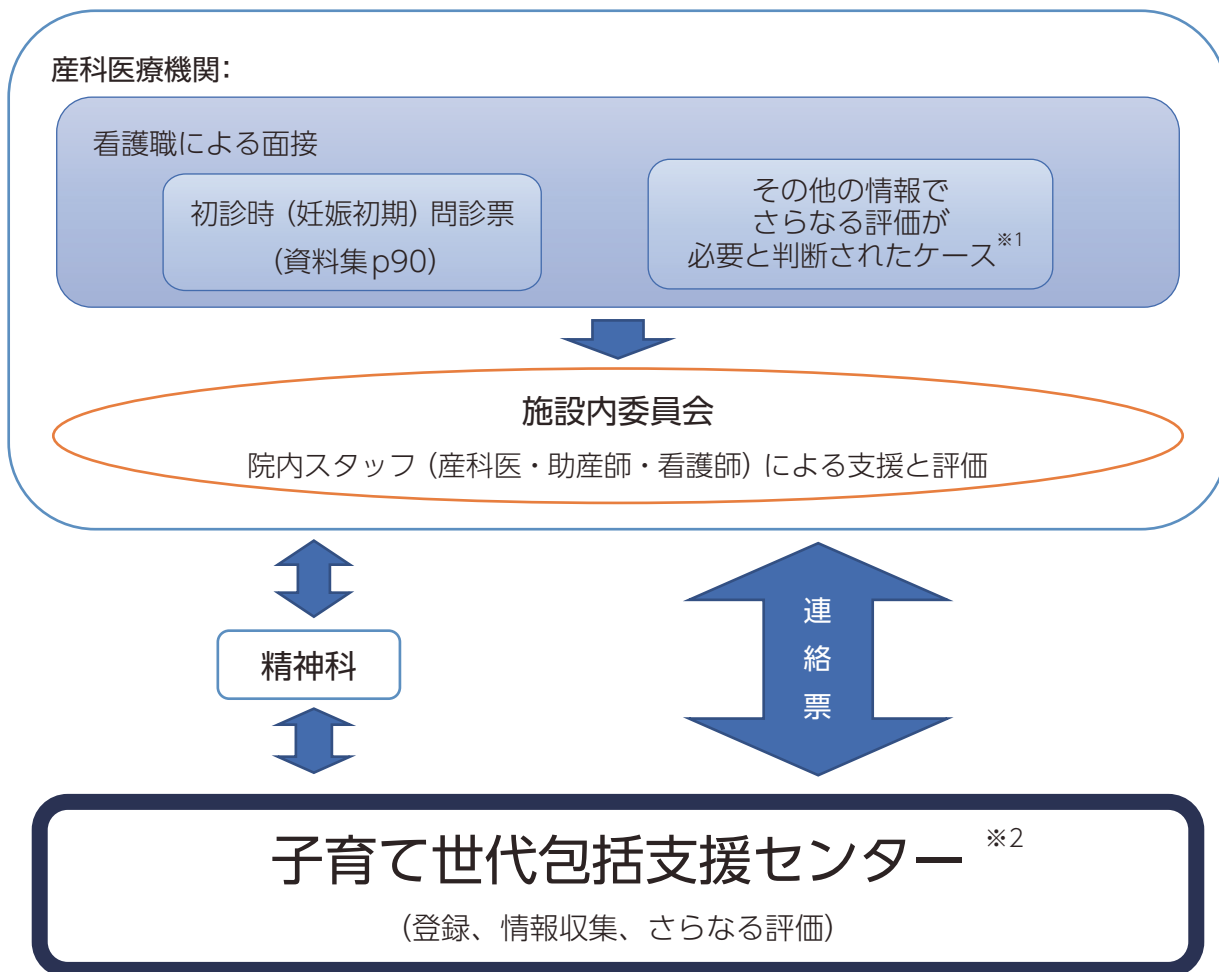 産科医療機関:
看護職による面接
初診時（妊娠初期）問診票
（資料集p90）
その他の情報で
さらなる評価が
必要と判断されたケース※1
施設内委員会
院内スタッフ（産科医・助産師・看護師）による支援と評価
精神科
連
絡
票
子育て世代包括支援センター※2
（登録、情報収集、さらなる評価）